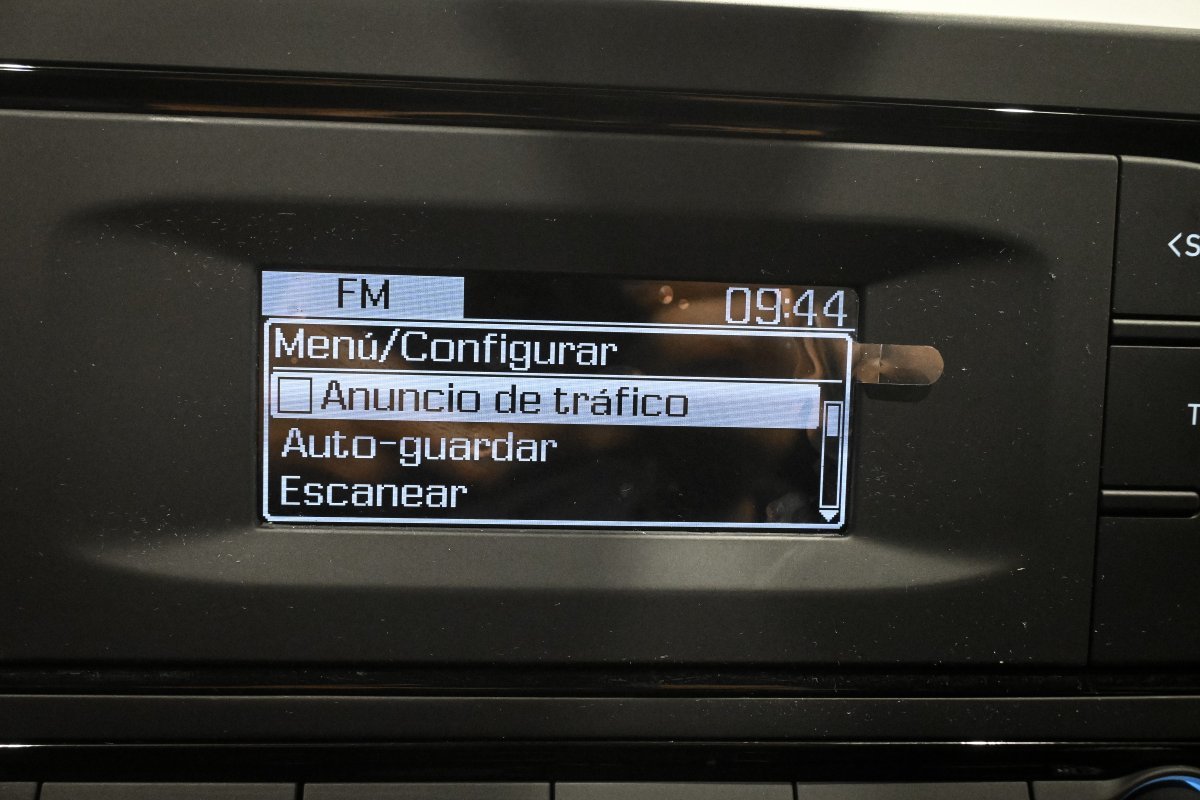 FM
09:44
Menú/Configurar
Anuncio de tráfico
Auto-guardar
Escanear